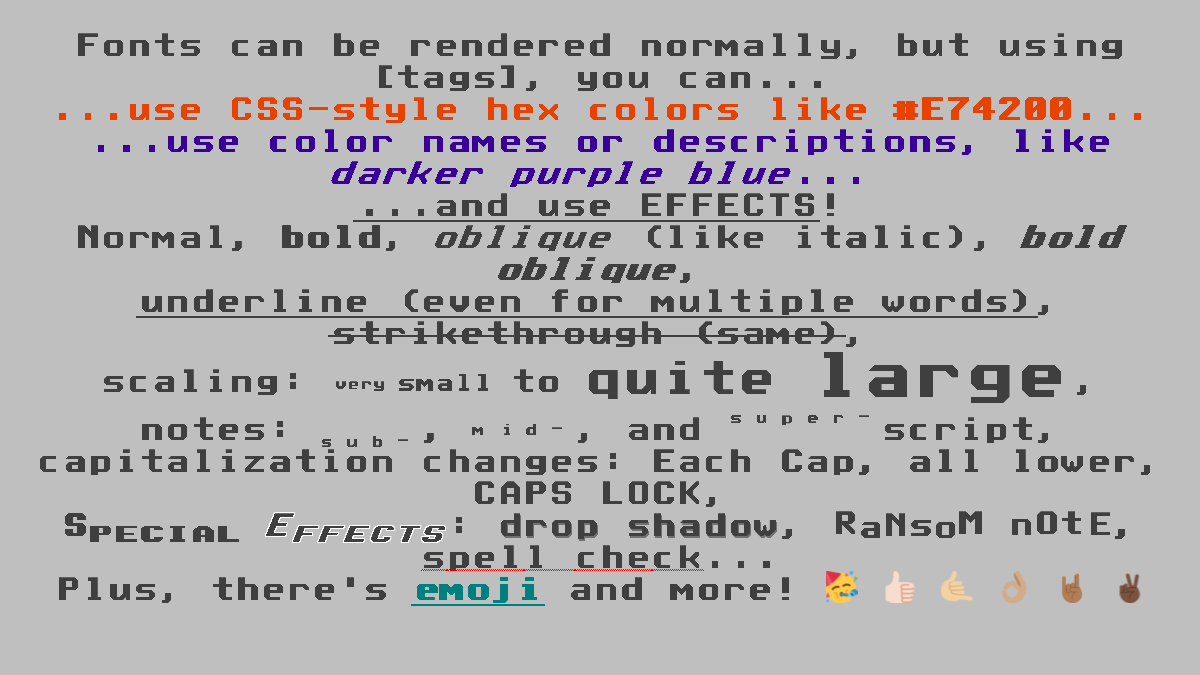 Fonts can be rendered normally, but using
[tags], you can...
...use CSS-style hex colors like #E74200...
...use color names or descriptions, like
darker purple blue...
...and use EFFECTS!
Normal, bold, oblique (like italic), bold
oblique,
underline (even for multiple words),
strikethrough (same),
scaling: very small to quite large,
notes: sub-, mid-, and super-script,
capitalization changes: Each Cap, all lower,
CAPS LOCK,
SPECIAL EFFECTS: drop shadow, RaNsoM nOtE,
spell check...
Plus, there's emoji and more! 🥳 👍🏻 🤙🏼 👌🏽 🤘🏾 ✌🏿